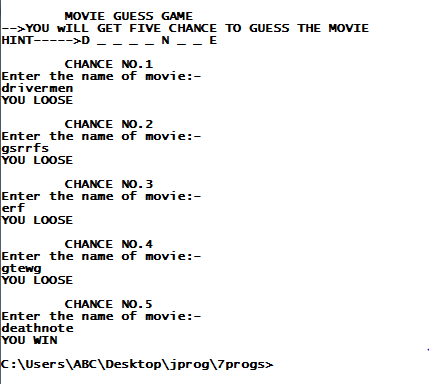 MOVIE GUESS GAME
-->YOU wILL GET FIVE CHANCE TO GUESS THE MOVIE
HINT----->D _ _ _ _ N _ _ E
CHANCE NO.1
Enter the name of movie:-
drivermen
YOU LOOSE
CHANCE NO.2
Enter the name of movie:-
gsrrfs
YOU LOOSE
CHANCE NO.3
Enter the name of movie:-
erf
YOU LOOSE
CHANCE NO.4
Enter the name of movie:-
gtewg
YOU LOOSE
CHANCE NO.5
Enter the name of movie:-
deathnote
YOU WIN
C:\Users\ABC\Desktop\jprog\7progs>